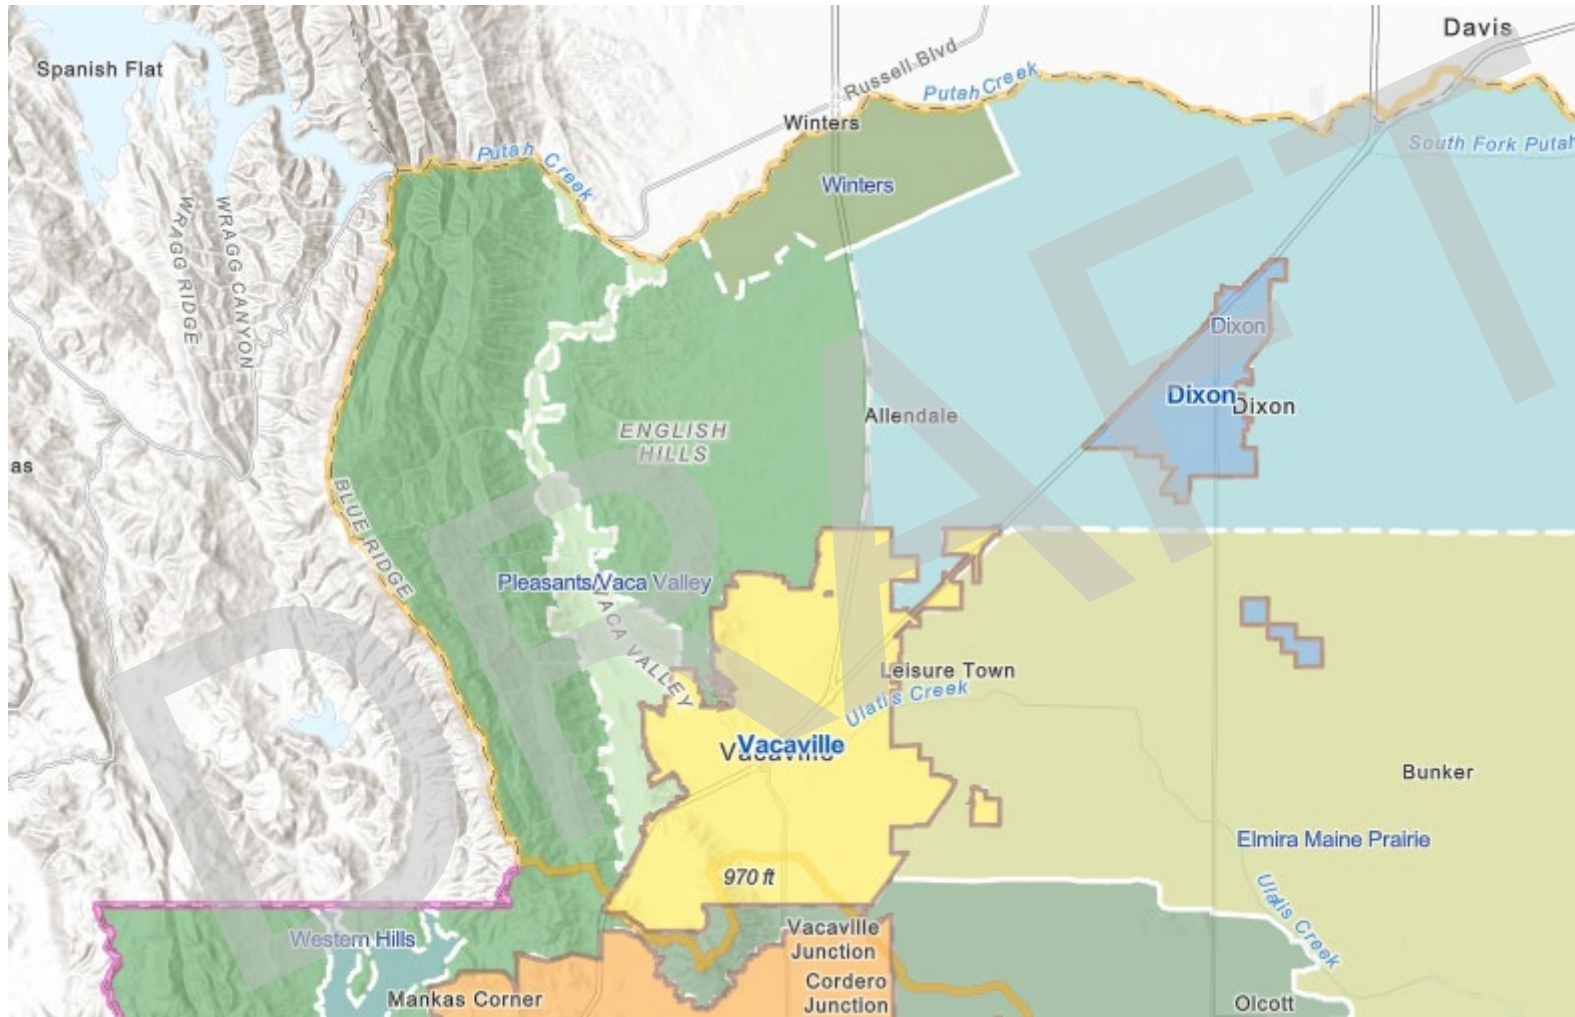 Davis
Spanish Flat
Russell Blvd
Putah Creek
Winters
South Fork Putah
Putah Creek
Winters
WRAGG RIDGE
WRAGG CANYON
Dixon
Dixon
Dixon
Allendale
ENGLISH
HILLS
as
BLUE RIDGE
Pleasants/Vaca Valley
VACA VALLEY
Leisure Town
Ulatis Creek
Vacaville
Vacaville
Bunker
Elmira Maine Prairie
970 ft
Ulatis Creek
Vacaville
Junction
Western Hills
Cordero
Junction
Mankas Corner
Olcott
DRAFT